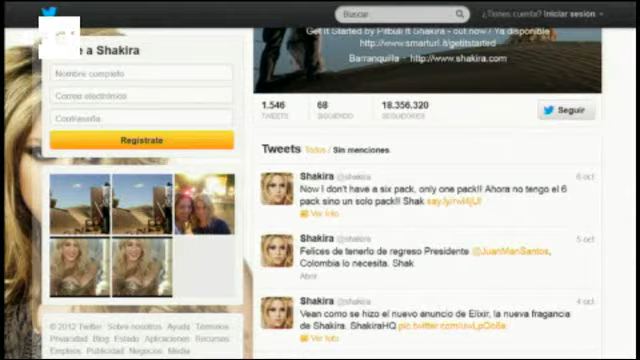 Buscar
¿Tienes cuenta? Iniciar sesión
Get It Started by Pitbull ft Shakira - out now / Ya disponible
http://www.smarturl.it/getitstarted
Barranquilla · http://www.shakira.com
e a Shakira
Nombre completo
Correo electrónico
Contraseña
Regístrate
1.546
TWEETS
68
SIGUIENDO
18.356.320
SEGUIDORES
Seguir
Tweets Todos / Sin menciones
Shakira @shakira 6 oct
Now I don't have a six pack, only one pack!! Ahora no tengo el 6
pack sino un solo pack!! Shak
Ver foto
Shakira @shakira 5 oct
Felices de tenerlo de regreso Presidente @JuanManSantos,
Colombia lo necesita. Shak
Abrir
Shakira @shakira 4 oct
Vean como se hizo el nuevo anuncio de Elixir, la nueva fragancia
de Shakira. ShakiraHQ
Ver foto
© 2012 Twitter Sobre nosotros Ayuda Términos
Privacidad Blog Estado Aplicaciones Recursos
Empleos Publicidad Negocios Media